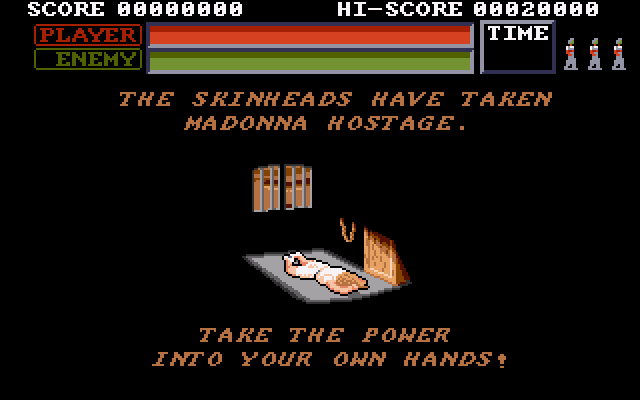 SCORE 00000000 HI-SCORE 00020000
PLAYER
TIME
ENEMY
THE SKINHEADS HAVE TAKEN
MADONNA HOSTAGE.
TAKE THE POWER
INTO YOUR OWN HANDS!